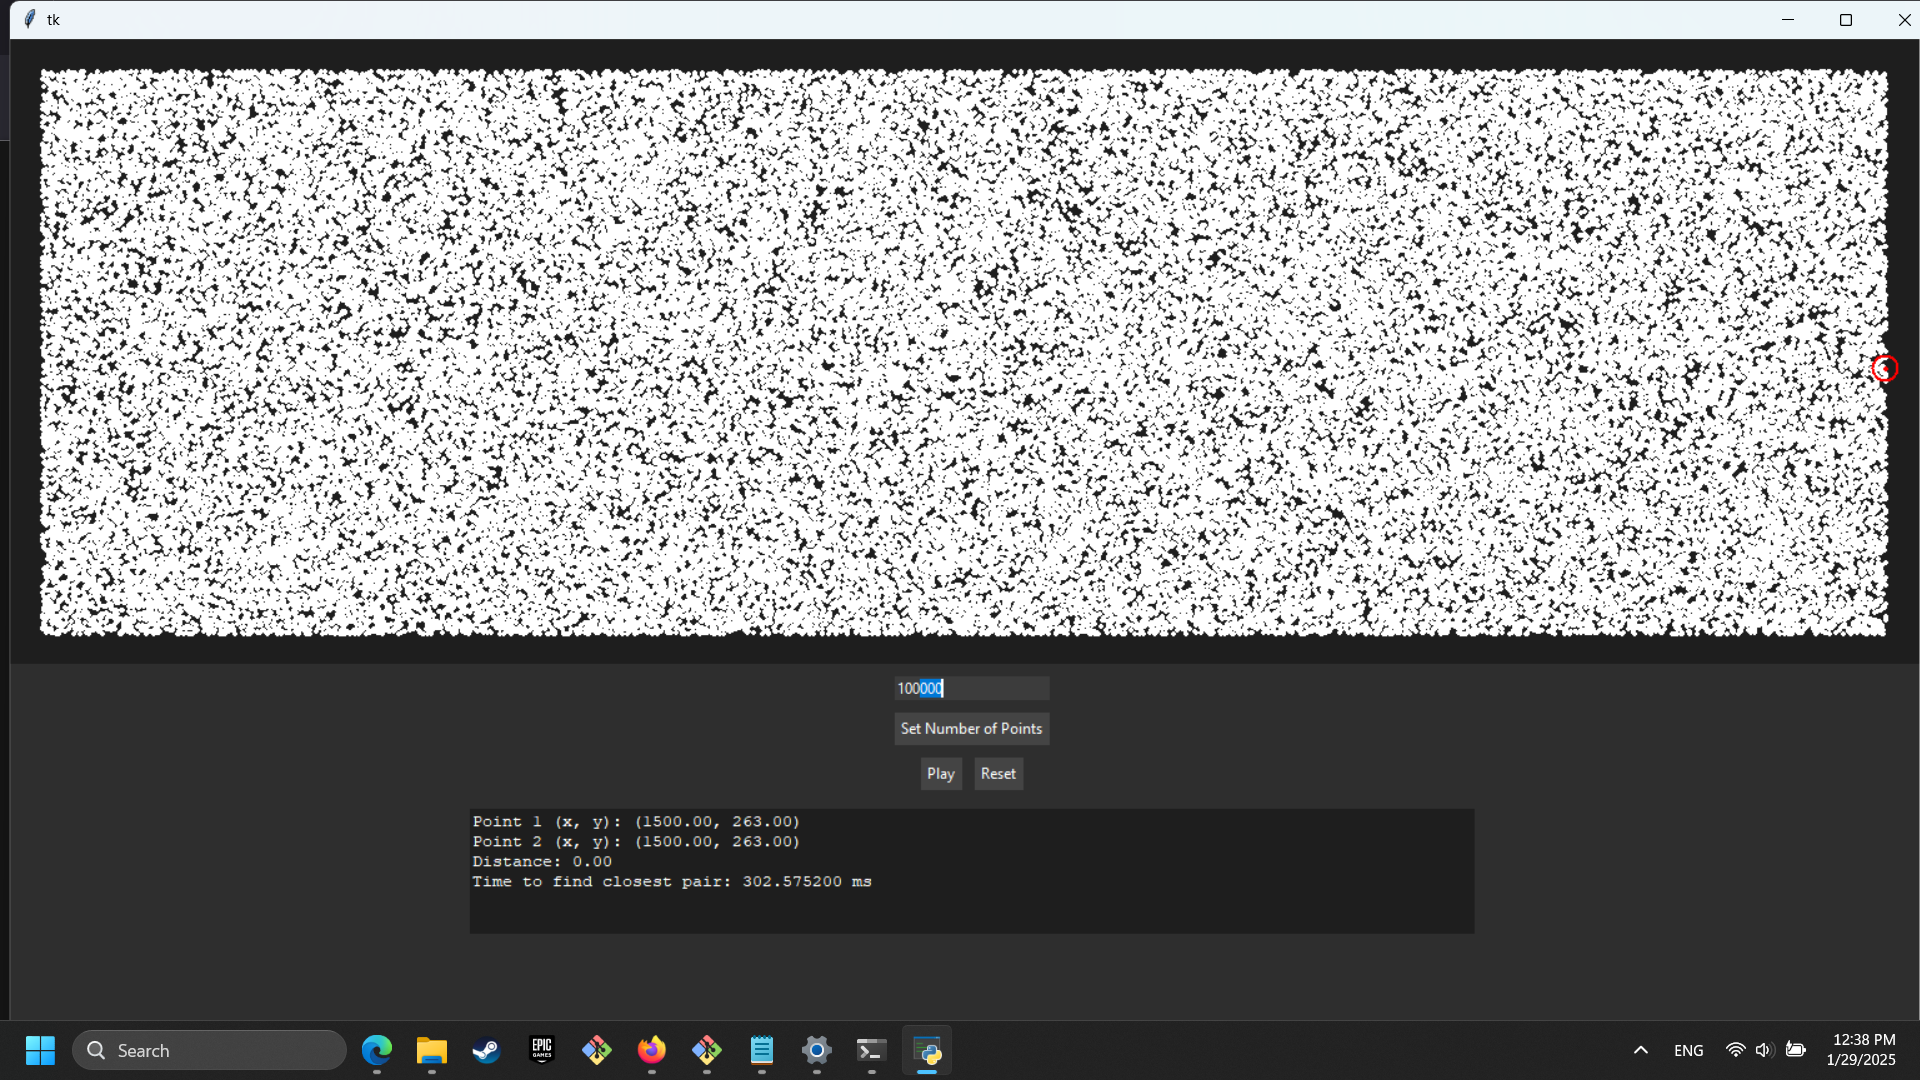 tk
100000
Set Number of Points
Play
Reset
Point 1 (x, y): (1500.00, 263.00)
Point 2 (x, y): (1500.00, 263.00)
Distance: 0.00
Time to find closest pair: 302.575200 ms
Search
EPIC
GAMES
ENG
12:38 PM
1/29/2025